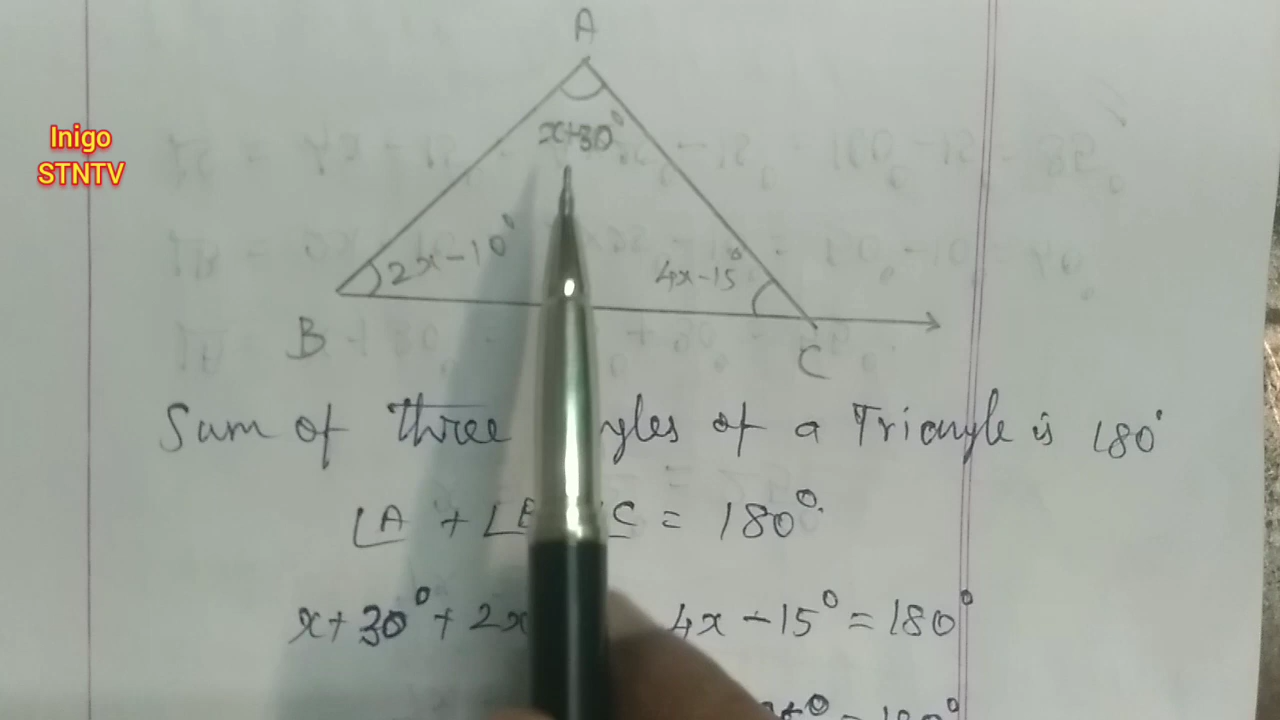 A
Inigo
STNTV
x+30°
2x-10°
4x-15°
B
C
Sum of three of a Triangle is 180°
∠A + ∠B ∠C = 180°
x+30° + 2x 4x - 15° = 180°
= 180°